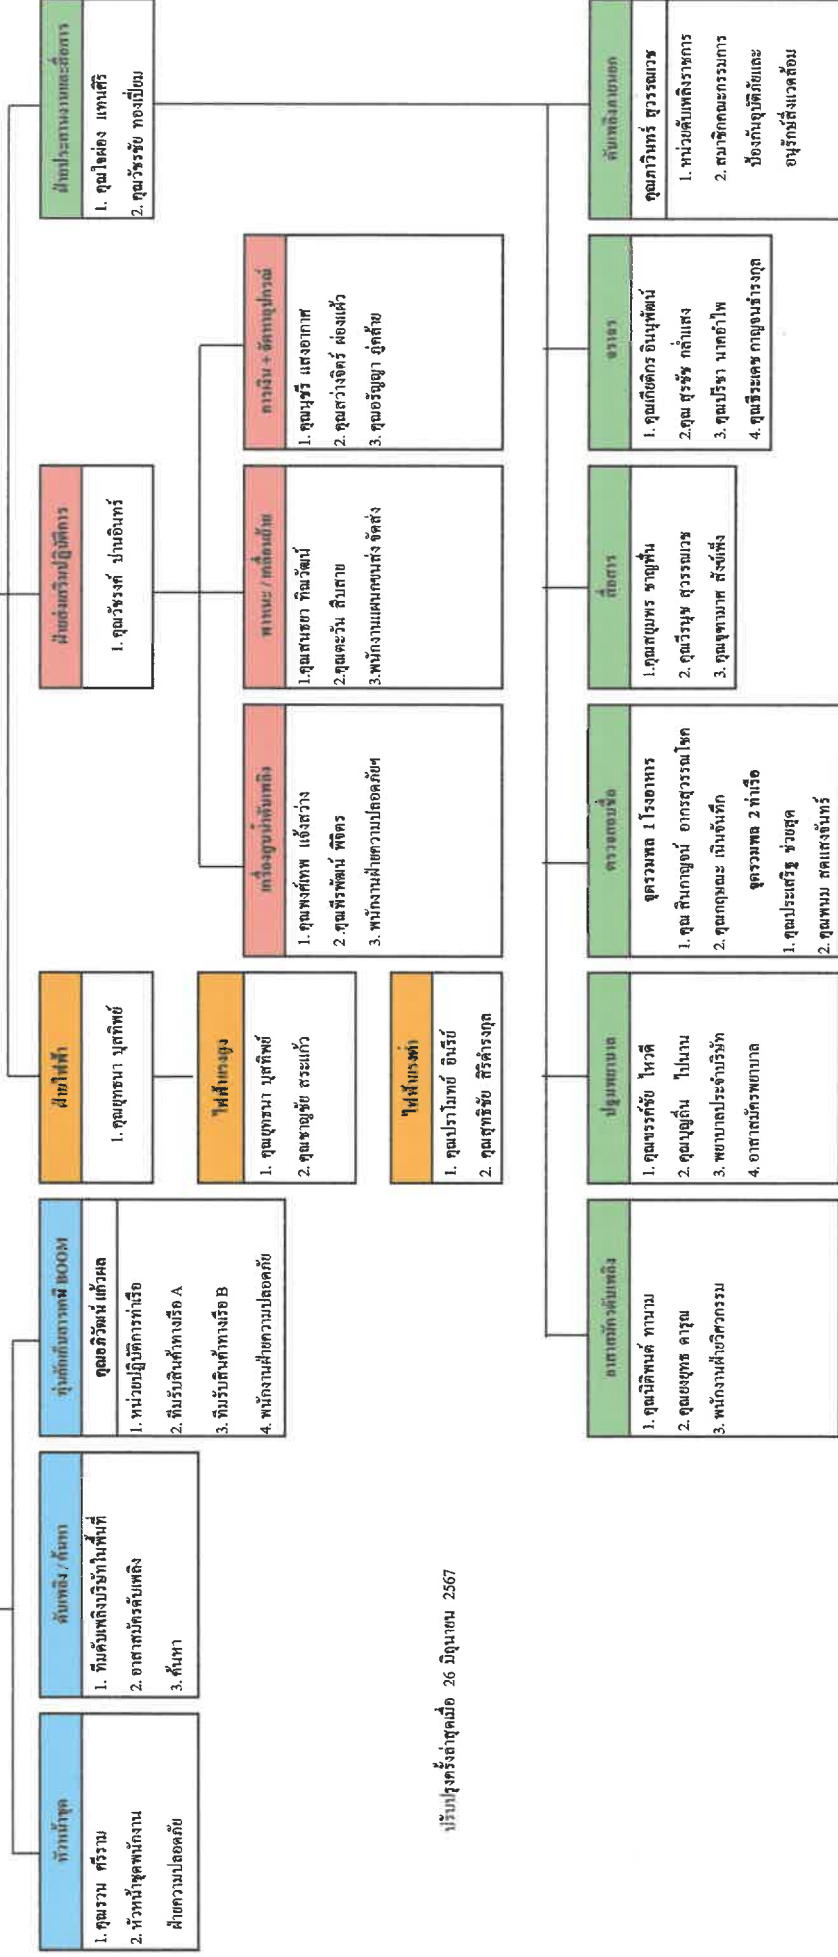 หัวหน้าชุด
1. คุณรวน ศรีราม
2. หัวหน้าชุดพนักงาน
ฝ่ายความปลอดภัย
ดับเพลิง / ค้นหา
1. ทีมดับเพลิงบริษัทในพื้นที่
2. อาสาสมัครดับเพลิง
3. ค้นหา
ทุ่นกักเก็บสารเคมี BOOM
คุณอภิวัฒน์ แก้วผล
1. หน่วยปฏิบัติการท่าเรือ
2. ทีมรับสินค้าทางเรือ A
3. ทีมรับสินค้าทางเรือ B
4. พนักงานฝ่ายความปลอดภัย
ฝ่ายไฟฟ้า
1. คุณยุทธนา บุสทิพย์
ไฟฟ้าแรงสูง
1. คุณยุทธนา บุสทิพย์
2. คุณชาญชัย สระแก้ว
ไฟฟ้าแรงต่ำ
1. คุณปราโมทย์ อินรีย์
2. คุณสุทธิชัย สิริดำรงกุล
ฝ่ายส่งเสริมปฏิบัติการ
1. คุณวัชรงค์ ปานอินทร์
เครื่องสูบน้ำดับเพลิง
1. คุณพงศ์เทพ แจ้งสว่าง
2 .คุณพีรพัฒน์ พิจิตร
3. พนักงานฝ่ายความปลอดภัยฯ
พาหนะ / เคลื่อนย้าย
1.คุณสนธยา ทิณวัฒน์
2.คุณตะวัน สืบสาย
3.พนักงานแผนกขนส่ง จัดส่ง
การเงิน + จัดหาอุปกรณ์
1. คุณนุชรี แสงอากาศ
2. คุณสว่างจิตร์ ผ่องแผ้ว
3. คุณอรัญญา ภู่คล้าย
ฝ่ายประสานงานและสื่อสาร
1. คุณใจผ่อง แทนศิริ
2. คุณวัชรชัย ทองเปี่ยม
อาสาสมัครดับเพลิง
1. คุณนิติพนต์ ทานาม
2. คุณยงยุทธ ดารุณ
3. พนักงานฝ่ายวิศวกรรม
ปฐมพยาบาล
1. คุณขรรค์ชัย ไหวดี
2. คุณบุญถิ่น ไปนาน
3. พยาบาลประจำบริษัท
4. อาสาสมัครพยาบาล
ตรวจสอบชื่อ
จุดรวมพล 1 โรงอาหาร
1. คุณ สินกาญจน์ อากรสุวรรณโชค
2. คุณกฤษณะ เนินจันทึก
จุดรวมพล 2 ท่าเรือ
1. คุณประเสริฐ ช่วยสุด
2. คุณพนม สดแสงจันทร์
สื่อสาร
1.คุณสยุมพร ชาญฟั่น
2. คุณวีรนุช สุวรรณเวช
3. คุณจุฑามาศ สังข์เพ็ง
จราจร
1. คุณเกียติกร อินนุพัฒน์
2.คุณ สุรชัช กล่ำแสง
3. คุณปรีชา นาคอำไพ
4. คุณธิระเดช กาญจนธำรงกุล
ดับเพลิงภายนอก
คุณภาวินทร์ สุวรรณเวช
1. หน่วยดับเพลิงราชการ
2. สมาชิกคณะกรรมการ
ป้องกันอุบัติภัยและ
อนุรักษ์สิ่งแวดล้อม
ปรับปรุงครั้งล่าสุดเมื่อ 26 มิถุนายน 2567